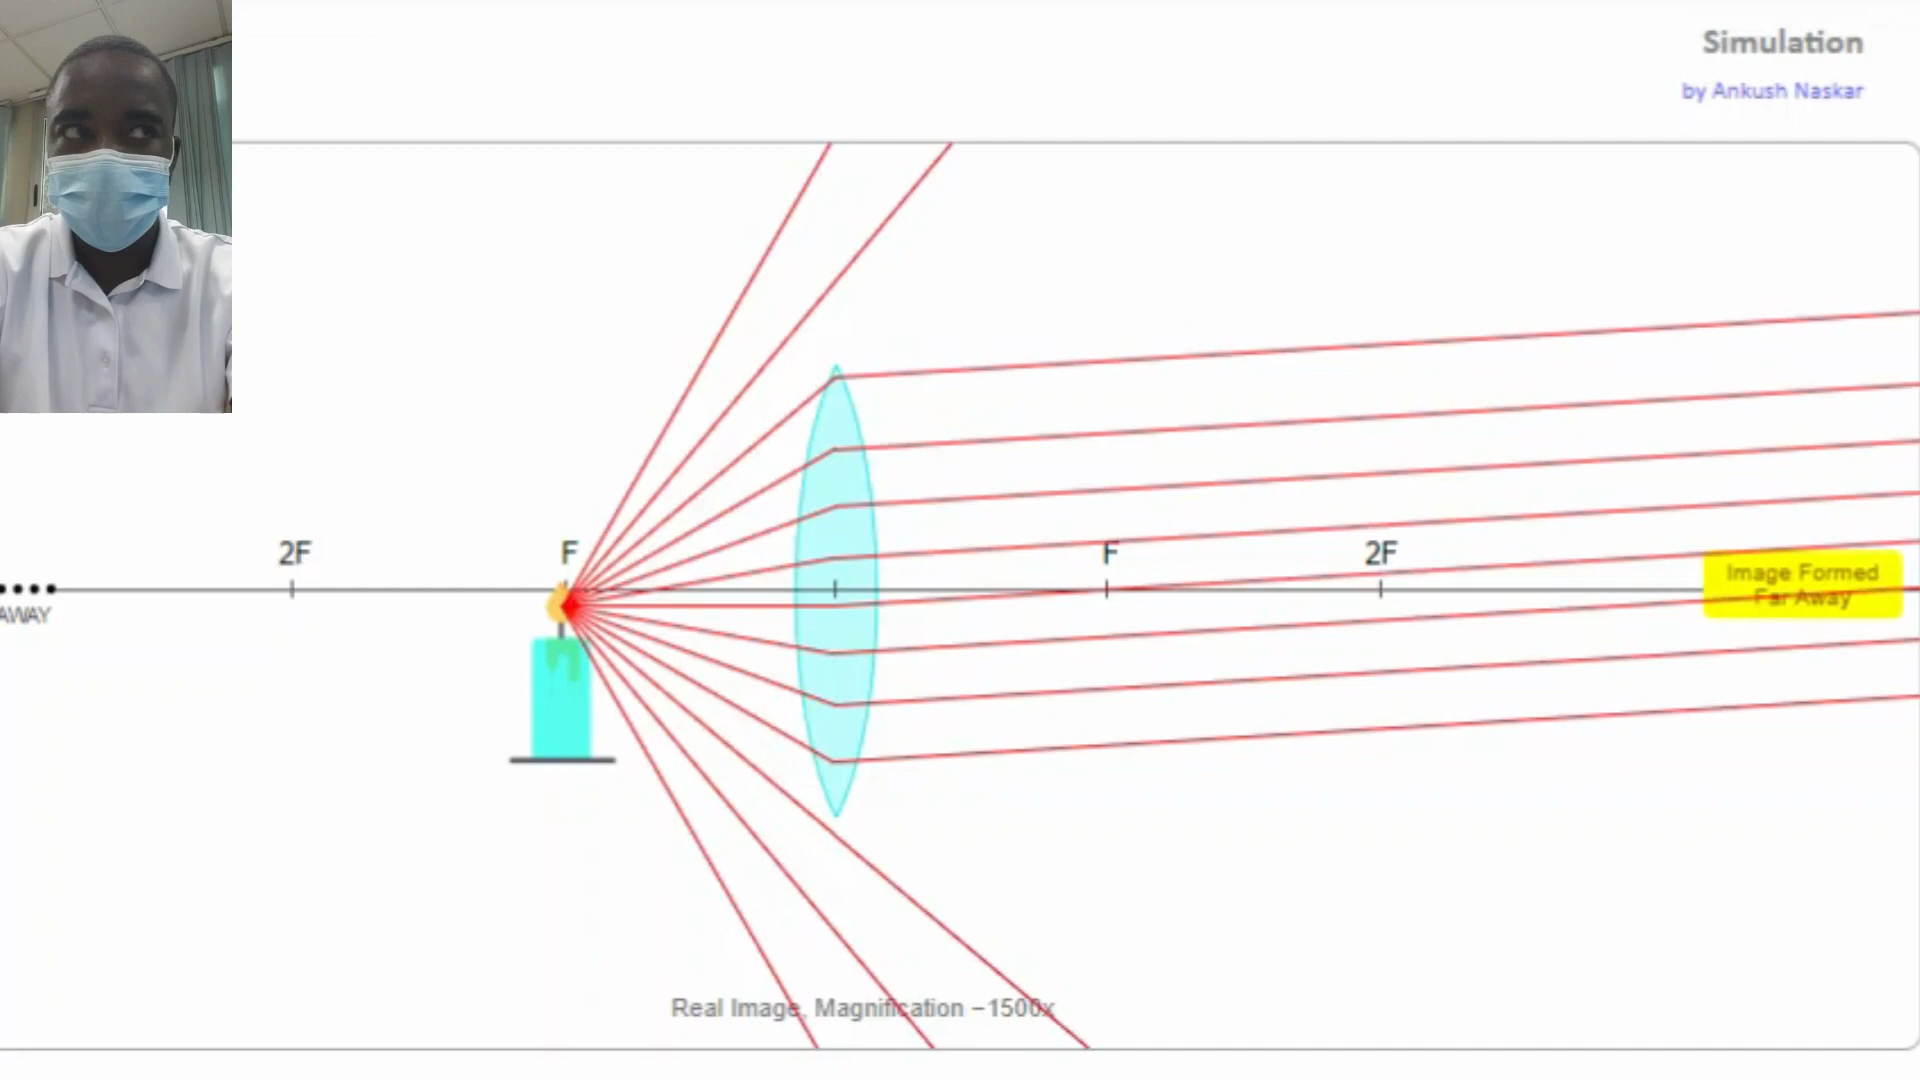 Simulation
by Ankush Naskar
2F
F
F
2F
AWAY
Image Formed
Far Away
Real Image, Magnification −1500x